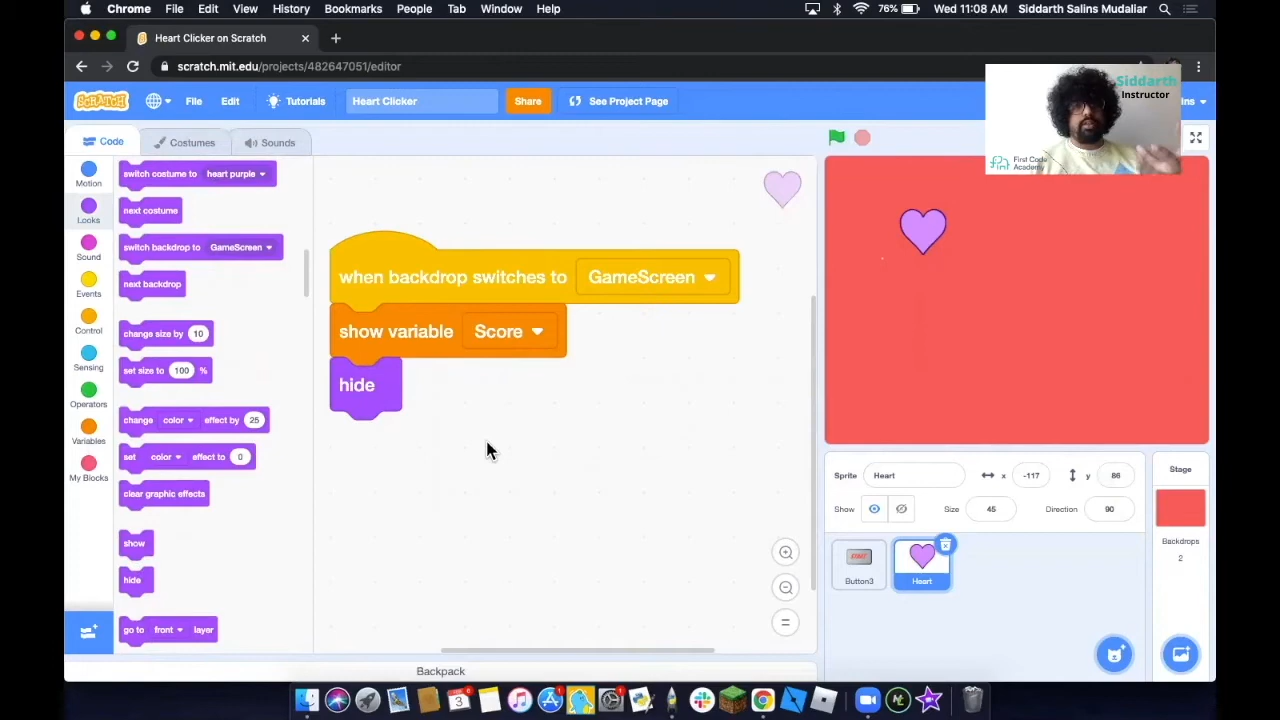 Chrome File Edit View History Bookmarks People Tab Window Help 76% Wed 11:08 AM Siddarth Salins Mudaliar
Heart Clicker on Scratch
scratch.mit.edu/projects/482647051/editor
SCRATCH File Edit Tutorials Heart Clicker Share See Project Page
Siddarth
Instructor
First Code
Academy
Code Costumes Sounds
Motion
Looks
Sound
Events
Control
Sensing
Operators
Variables
My Blocks
switch costume to heart purple
next costume
switch backdrop to GameScreen
next backdrop
change size by 10
set size to 100 %
change color effect by 25
set color effect to 0
clear graphic effects
show
hide
go to front layer
when backdrop switches to GameScreen
show variable Score
hide
Backpack
Sprite Heart x -117 y 86
Show Size 45 Direction 90
START
Button3
Heart
Stage
Backdrops
2